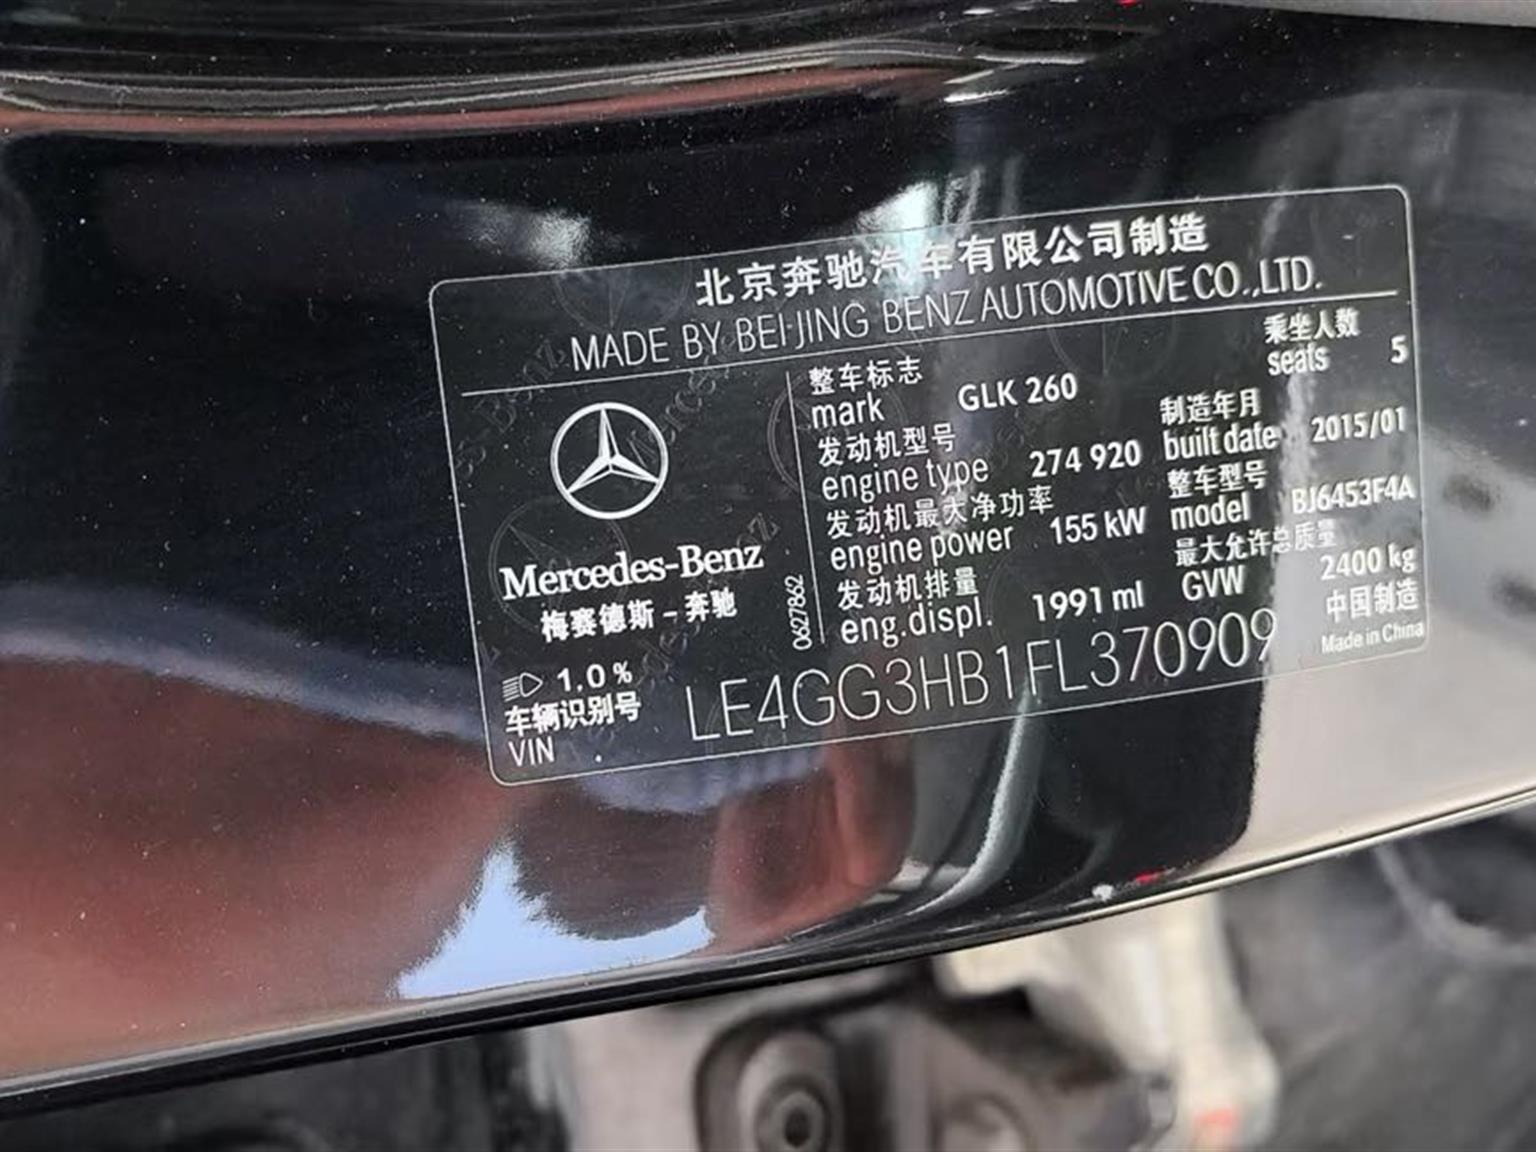 北京奔驰汽车有限公司制造
MADE BY BEIJING BENZ AUTOMOTIVE CO.,LTD.
Mercedes-Benz
梅赛德斯－奔驰
1.0%
0627862
整车标志
mark GLK 260
乘坐人数
seats 5
发动机型号
engine type 274 920
制造年月
built date 2015/01
发动机最大净功率
engine power 155 kW
整车型号
model BJ6453F4A
发动机排量
eng.displ. 1991 ml
最大允许总质量
GVW 2400 kg
中国制造
Made in China
车辆识别号
VIN LE4GG3HB1FL370909